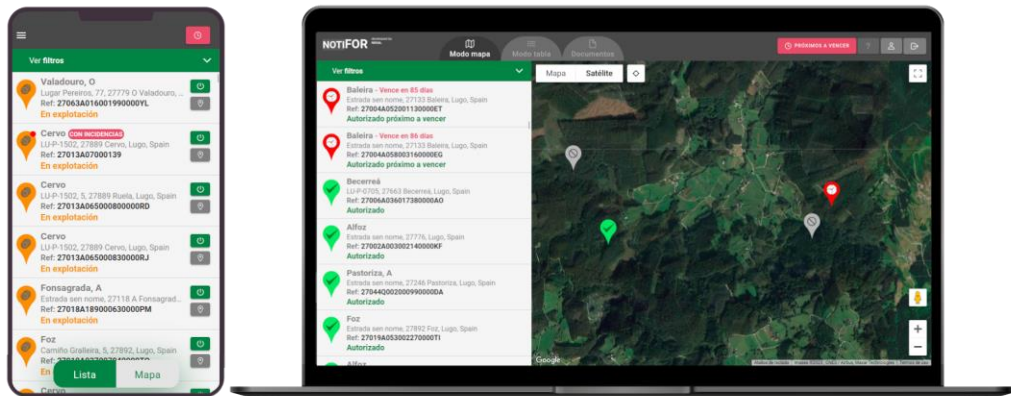 Ver filtros
Valadouro, O
Lugar Pereiros, 77, 27779 O Valadouro, ...
Ref: 27063A016001990000YL
En explotación
Cervo CON INCIDENCIAS
LU-P-1502, 27889 Cervo, Lugo, Spain
Ref: 27013A07000139
En explotación
Cervo
LU-P-1502, 5, 27889 Ruela, Lugo, Spain
Ref: 27013A065000800000RD
En explotación
Cervo
LU-P-1502, 27889 Cervo, Lugo, Spain
Ref: 27013A065000830000RJ
En explotación
Fonsagrada, A
Estrada sen nome, 27118 A Fonsagrad...
Ref: 27018A189000630000PM
En explotación
Foz
Camiño Gralleira, 5, 27892, Lugo, Spain
Ref:
En
Lista
Mapa
Cervo
NOTIFOR
Modo mapa
Modo tabla
Documentos
PRÓXIMOS A VENCER
?
Ver filtros
Baleira - Vence en 85 días
Estrada sen nome, 27133 Baleira, Lugo, Spain
Ref: 27004A052001130000ET
Autorizado próximo a vencer
Baleira - Vence en 86 días
Estrada sen nome, 27133 Baleira, Lugo, Spain
Ref: 27004A058003160000EG
Autorizado próximo a vencer
Becerreá
LU-P-0705, 27663 Becerreá, Lugo, Spain
Ref: 27006A036017380000AO
Autorizado
Alfoz
Estrada sen nome, 27776, Lugo, Spain
Ref: 27002A003002140000KF
Autorizado
Pastoriza, A
Estrada sen nome, 27246 Pastoriza, Lugo, Spain
Ref: 27044Q002000990000DA
Autorizado
Foz
Estrada sen nome, 27892 Foz, Lugo, Spain
Ref: 27019A053002270000TI
Autorizado
Alfoz
Mapa
Satélite
Google